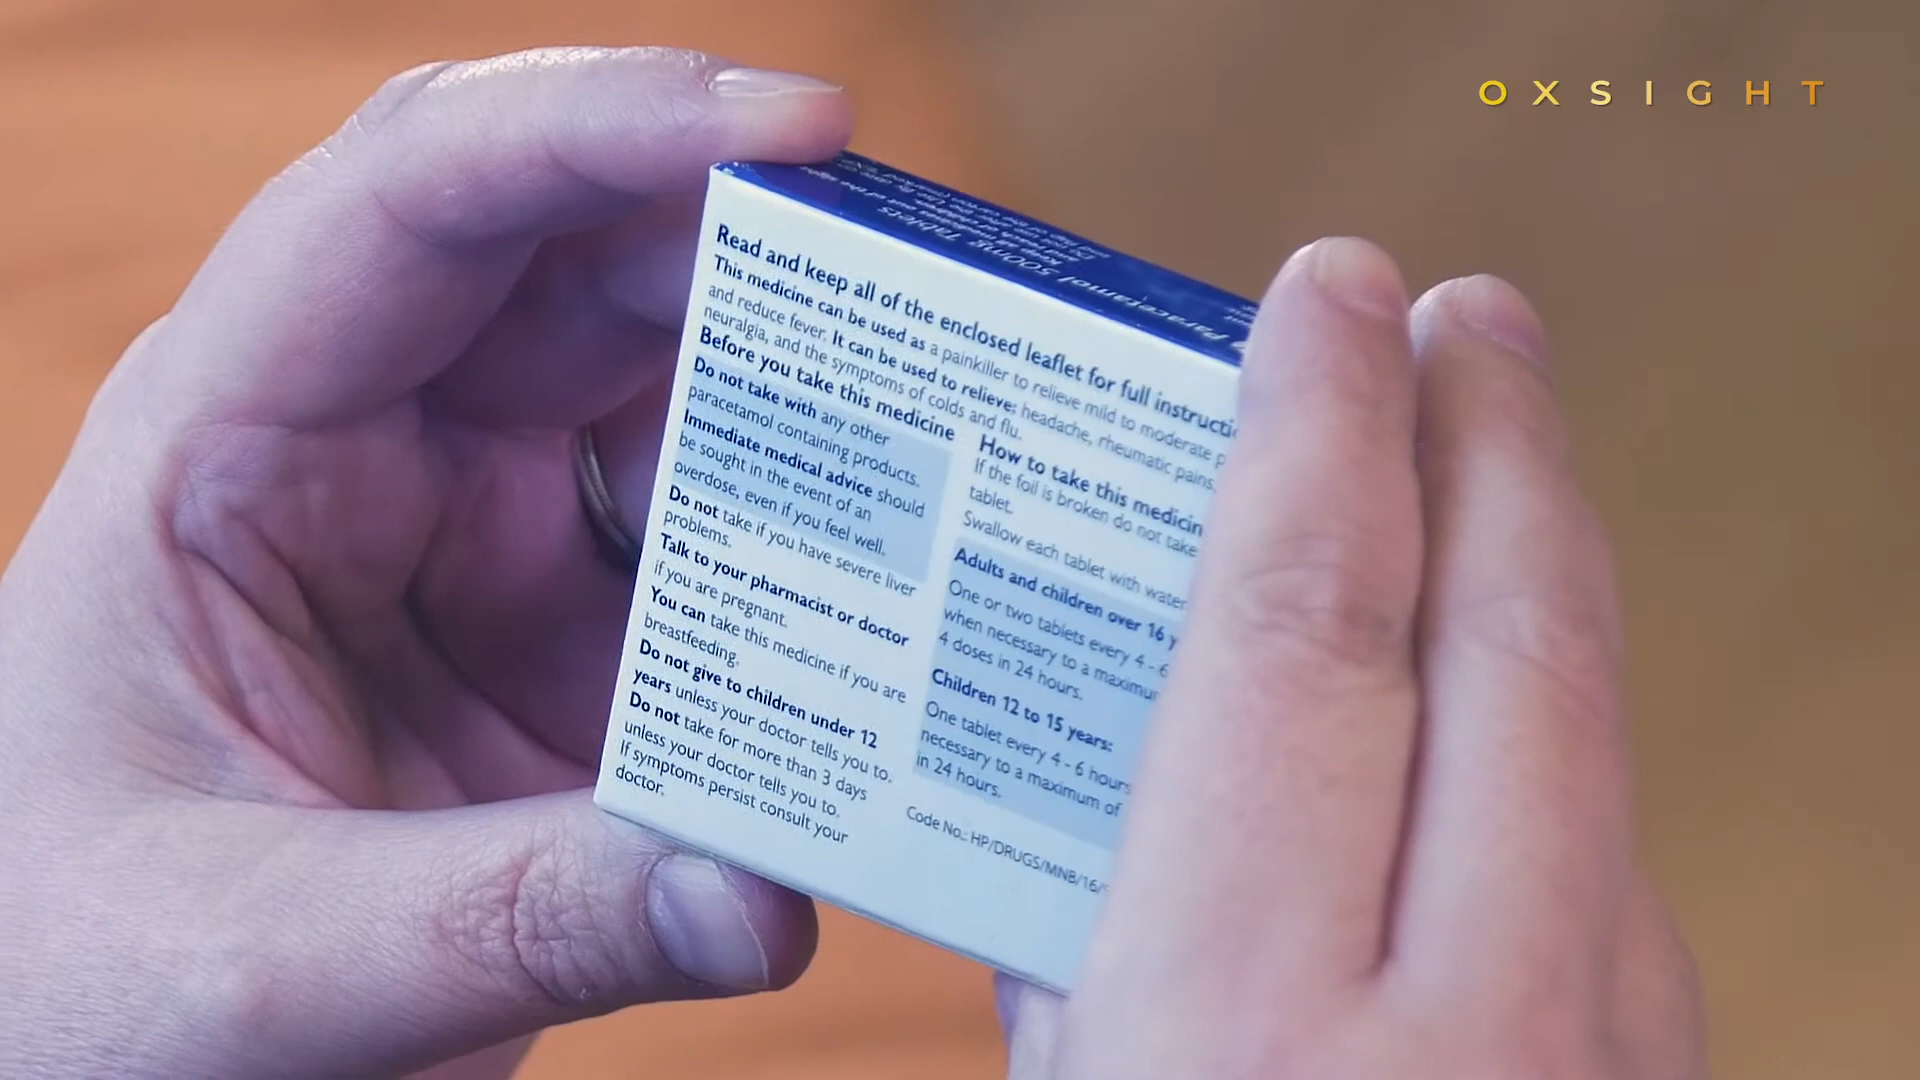 OXSIGHT
Paracetamol 500mg Tablets
Read and keep all of the enclosed leaflet for full
This medicine can be used as a painkiller to relieve mild to moderate
and reduce fever. It can be used to relieve: headache, rheumatic pains,
neuralgia, and the symptoms of colds and flu.
Before you take this medicine
Do not take with any other
paracetamol containing products.
Immediate medical advice should
be sought in the event of an
overdose, even if you feel well.
Do not take if you have severe liver
problems.
Talk to your pharmacist or doctor
if you are pregnant.
You can take this medicine if you are
breastfeeding.
Do not give to children under 12
years unless your doctor tells you to.
Do not take for more than 3 days
unless your doctor tells you to.
If symptoms persist consult your
doctor.
How to take this
If the foil is broken do not take
tablet.
Swallow each tablet with water
Adults and children over 16
One or two tablets every 4 - 6
when necessary to a
4 doses in 24 hours.
Children 12 to 15 years:
One tablet every 4 - 6 hours
necessary to a maximum of
in 24 hours.
Code No.: HP/DRUGS/MNB/16/